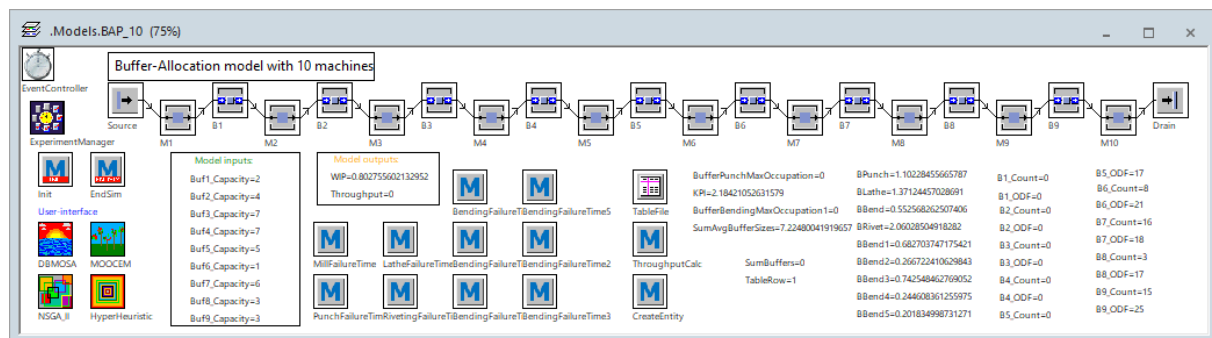 .Models.BAP_10 (75%)
Buffer-Allocation model with 10 machines
EventController
Source
B1
B2
B3
B4
B5
B6
B7
B8
B9
Drain
ExperimentManager
M1
M2
M3
M4
M5
M6
M7
M8
M9
M10
Init
EndSim
User-interface
DBMOSA
MOOCEM
NSGA_II
HyperHeuristic
Model inputs:
Buf1_Capacity=2
Buf2_Capacity=4
Buf3_Capacity=7
Buf4_Capacity=7
Buf5_Capacity=5
Buf6_Capacity=1
Buf7_Capacity=6
Buf8_Capacity=3
Buf9_Capacity=3
Model outputs:
WIP=0.802755602132952
Throughput=0
BendingFailureT
BendingFailureTime5
MillFailureTime
LatheFailureTime
BendingFailureT
BendingFailureTime2
PunchFailureTim
RivetingFailureTi
BendingFailureT
BendingFailureTime3
TableFile
ThroughputCalc
CreateEntity
BufferPunchMaxOccupation=0
KPI=2.18421052631579
BufferBendingMaxOccupation1=0
SumAvgBufferSizes=7.22480041919657
SumBuffers=0
TableRow=1
BPunch=1.10228455665787
BLathe=1.37124457028691
BBend=0.552568262507406
BRivet=2.06028504918282
BBend1=0.682703747175421
BBend2=0.266722410629843
BBend3=0.742548462769052
BBend4=0.244608361255975
BBend5=0.201834998731271
B1_Count=0
B1_ODF=0
B2_Count=0
B2_ODF=0
B3_Count=0
B3_ODF=0
B4_Count=0
B4_ODF=0
B5_Count=0
B5_ODF=17
B6_Count=8
B6_ODF=21
B7_Count=16
B7_ODF=18
B8_Count=3
B8_ODF=17
B9_Count=15
B9_ODF=25